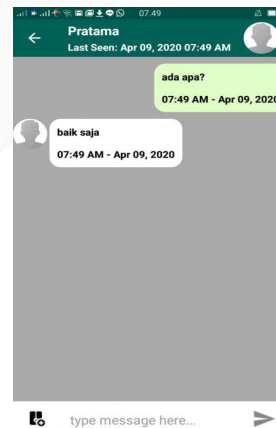 07.49
Pratama
Last Seen: Apr 09, 2020 07:49 AM
ada apa?
07:49 AM - Apr 09, 2020
baik saja
07:49 AM - Apr 09, 2020
type message here...